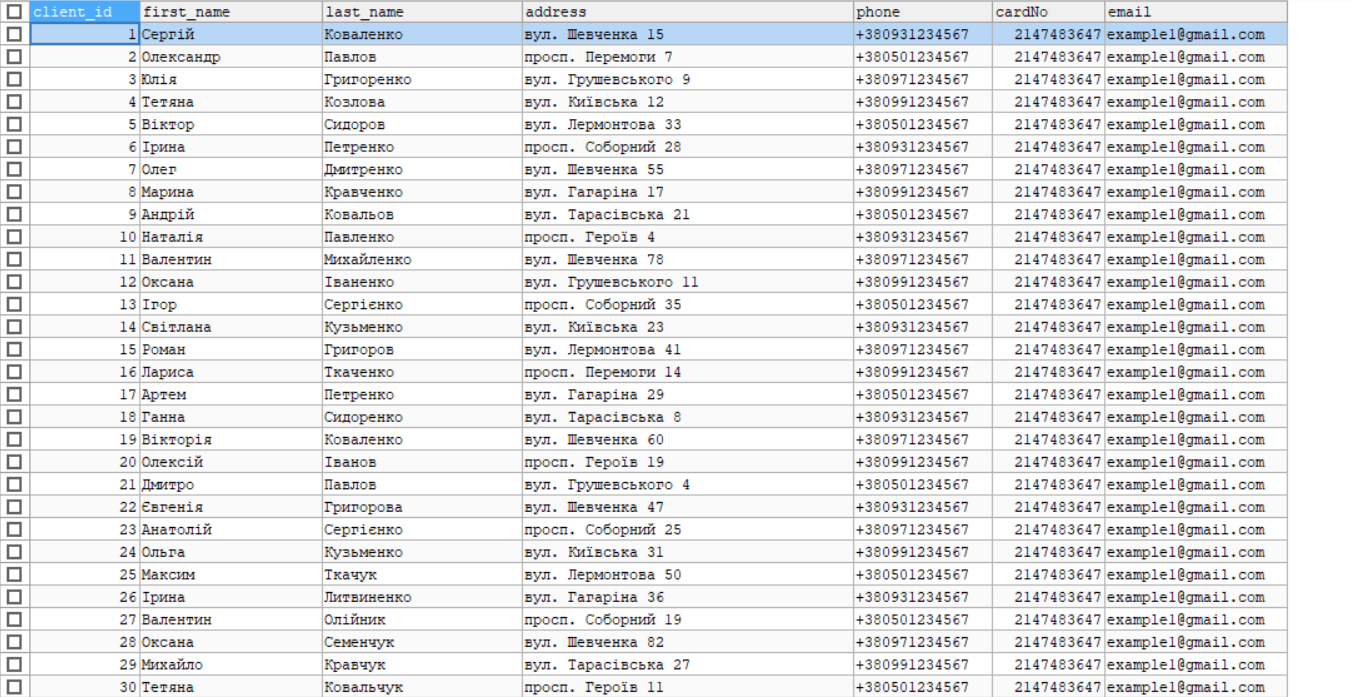 client_id first_name last_name address phone cardNo email
1 Сергій Коваленко вул. Шевченка 15 +380931234567 2147483647 example1@gmail.com
2 Олександр Павлов просп. Перемоги 7 +380501234567 2147483647 example1@gmail.com
3 Юлія Григоренко вул. Грушевського 9 +380971234567 2147483647 example1@gmail.com
4 Тетяна Козлова вул. Київська 12 +380991234567 2147483647 example1@gmail.com
5 Віктор Сидоров вул. Лермонтова 33 +380501234567 2147483647 example1@gmail.com
6 Ірина Петренко просп. Соборний 28 +380931234567 2147483647 example1@gmail.com
7 Олег Дмитренко вул. Шевченка 55 +380971234567 2147483647 example1@gmail.com
8 Марина Кравченко вул. Гагаріна 17 +380991234567 2147483647 example1@gmail.com
9 Андрій Ковальов вул. Тарасівська 21 +380501234567 2147483647 example1@gmail.com
10 Наталія Павленко просп. Героїв 4 +380931234567 2147483647 example1@gmail.com
11 Валентин Михайленко вул. Шевченка 78 +380971234567 2147483647 example1@gmail.com
12 Оксана Іваненко вул. Грушевського 11 +380991234567 2147483647 example1@gmail.com
13 Ігор Сергієнко просп. Соборний 35 +380501234567 2147483647 example1@gmail.com
14 Світлана Кузьменко вул. Київська 23 +380931234567 2147483647 example1@gmail.com
15 Роман Григоров вул. Лермонтова 41 +380971234567 2147483647 example1@gmail.com
16 Лариса Ткаченко просп. Перемоги 14 +380991234567 2147483647 example1@gmail.com
17 Артем Петренко вул. Гагаріна 29 +380501234567 2147483647 example1@gmail.com
18 Ганна Сидоренко вул. Тарасівська 8 +380931234567 2147483647 example1@gmail.com
19 Вікторія Коваленко вул. Шевченка 60 +380971234567 2147483647 example1@gmail.com
20 Олексій Іванов просп. Героїв 19 +380991234567 2147483647 example1@gmail.com
21 Дмитро Павлов вул. Грушевського 4 +380501234567 2147483647 example1@gmail.com
22 Євгенія Григорова вул. Шевченка 47 +380931234567 2147483647 example1@gmail.com
23 Анатолій Сергієнко просп. Соборний 25 +380971234567 2147483647 example1@gmail.com
24 Ольга Кузьменко вул. Київська 31 +380991234567 2147483647 example1@gmail.com
25 Максим Ткачук вул. Лермонтова 50 +380501234567 2147483647 example1@gmail.com
26 Ірина Литвиненко вул. Гагаріна 36 +380931234567 2147483647 example1@gmail.com
27 Валентин Олійник просп. Соборний 19 +380501234567 2147483647 example1@gmail.com
28 Оксана Семенчук вул. Шевченка 82 +380971234567 2147483647 example1@gmail.com
29 Михайло Кравчук вул. Тарасівська 27 +380991234567 2147483647 example1@gmail.com
30 Тетяна Ковальчук просп. Героїв 11 +380501234567 2147483647 example1@gmail.com